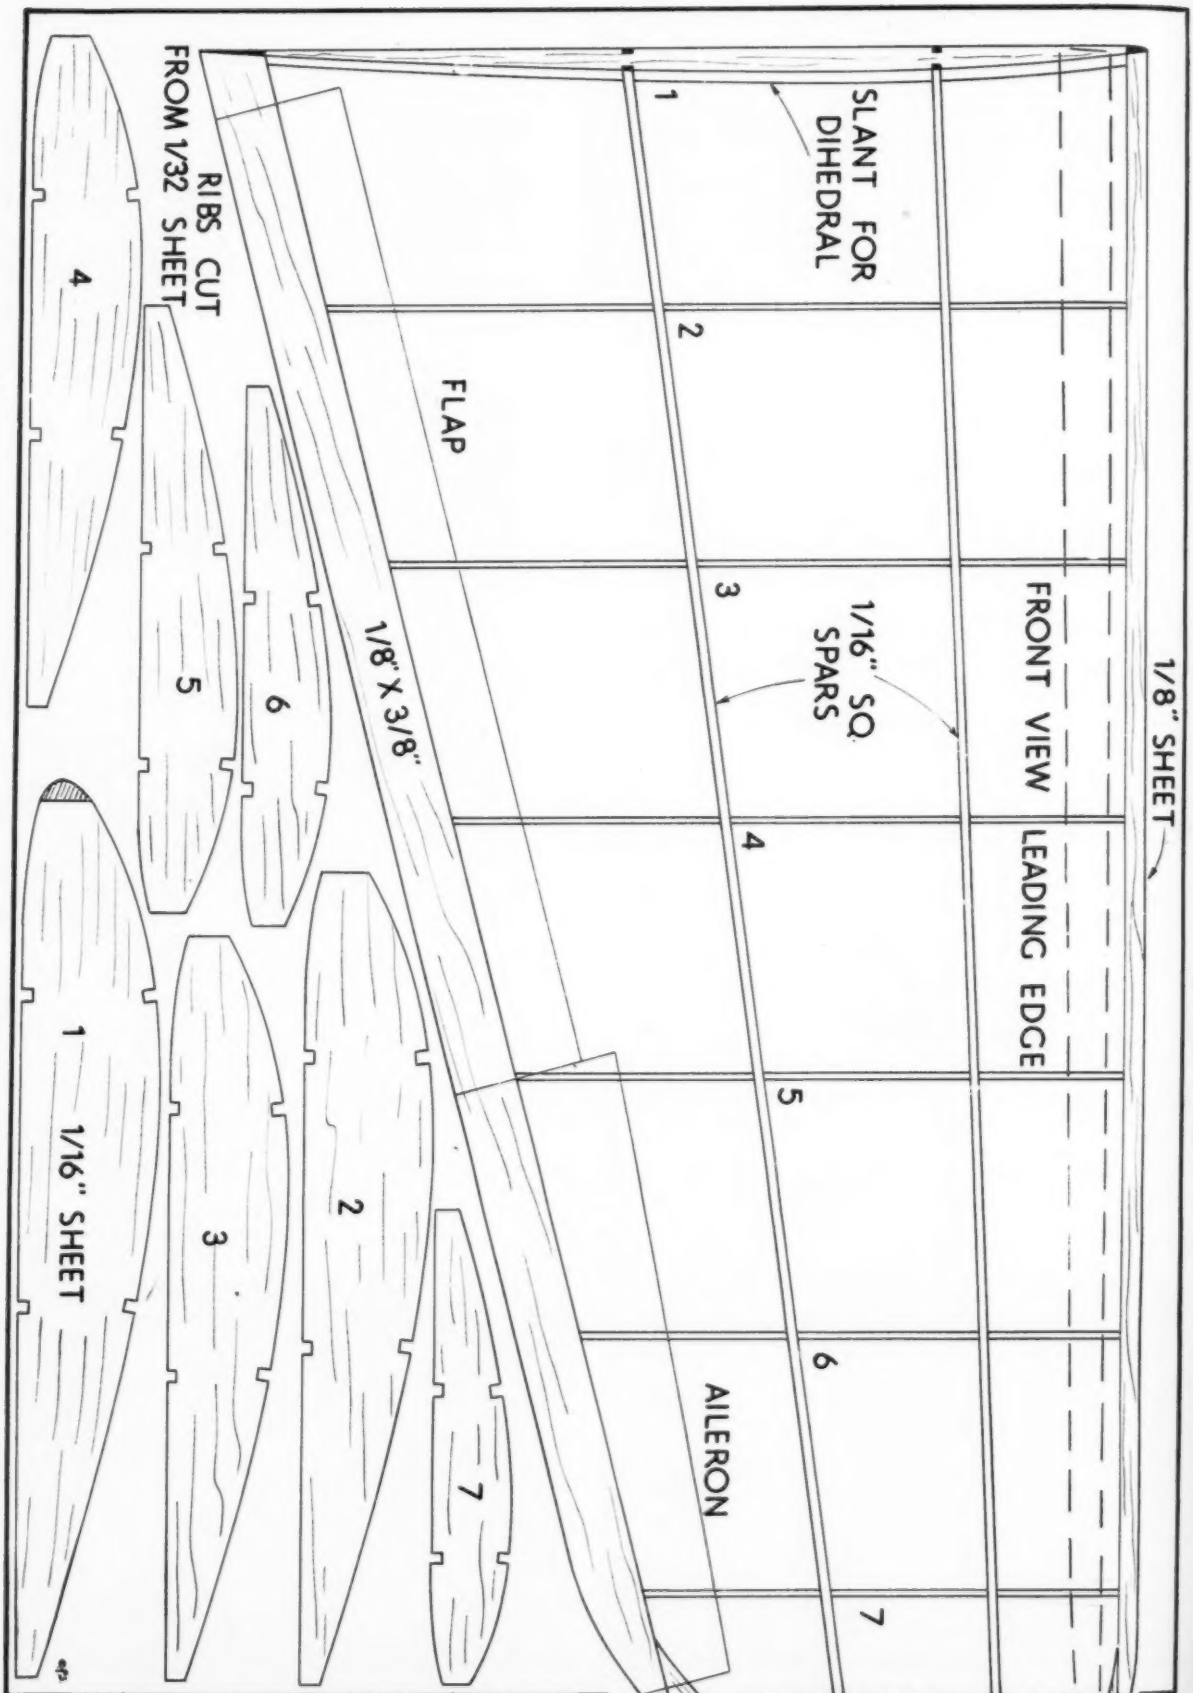 1/8" SHEET
FRONT VIEW LEADING EDGE
SLANT FOR
DIHEDRAL
1/16" SQ.
SPARS
1
2
3
4
5
6
7
FLAP
AILERON
1/8" X 3/8"
RIBS CUT
FROM 1/32 SHEET
4
5
6
7
2
3
1
1/16" SHEET